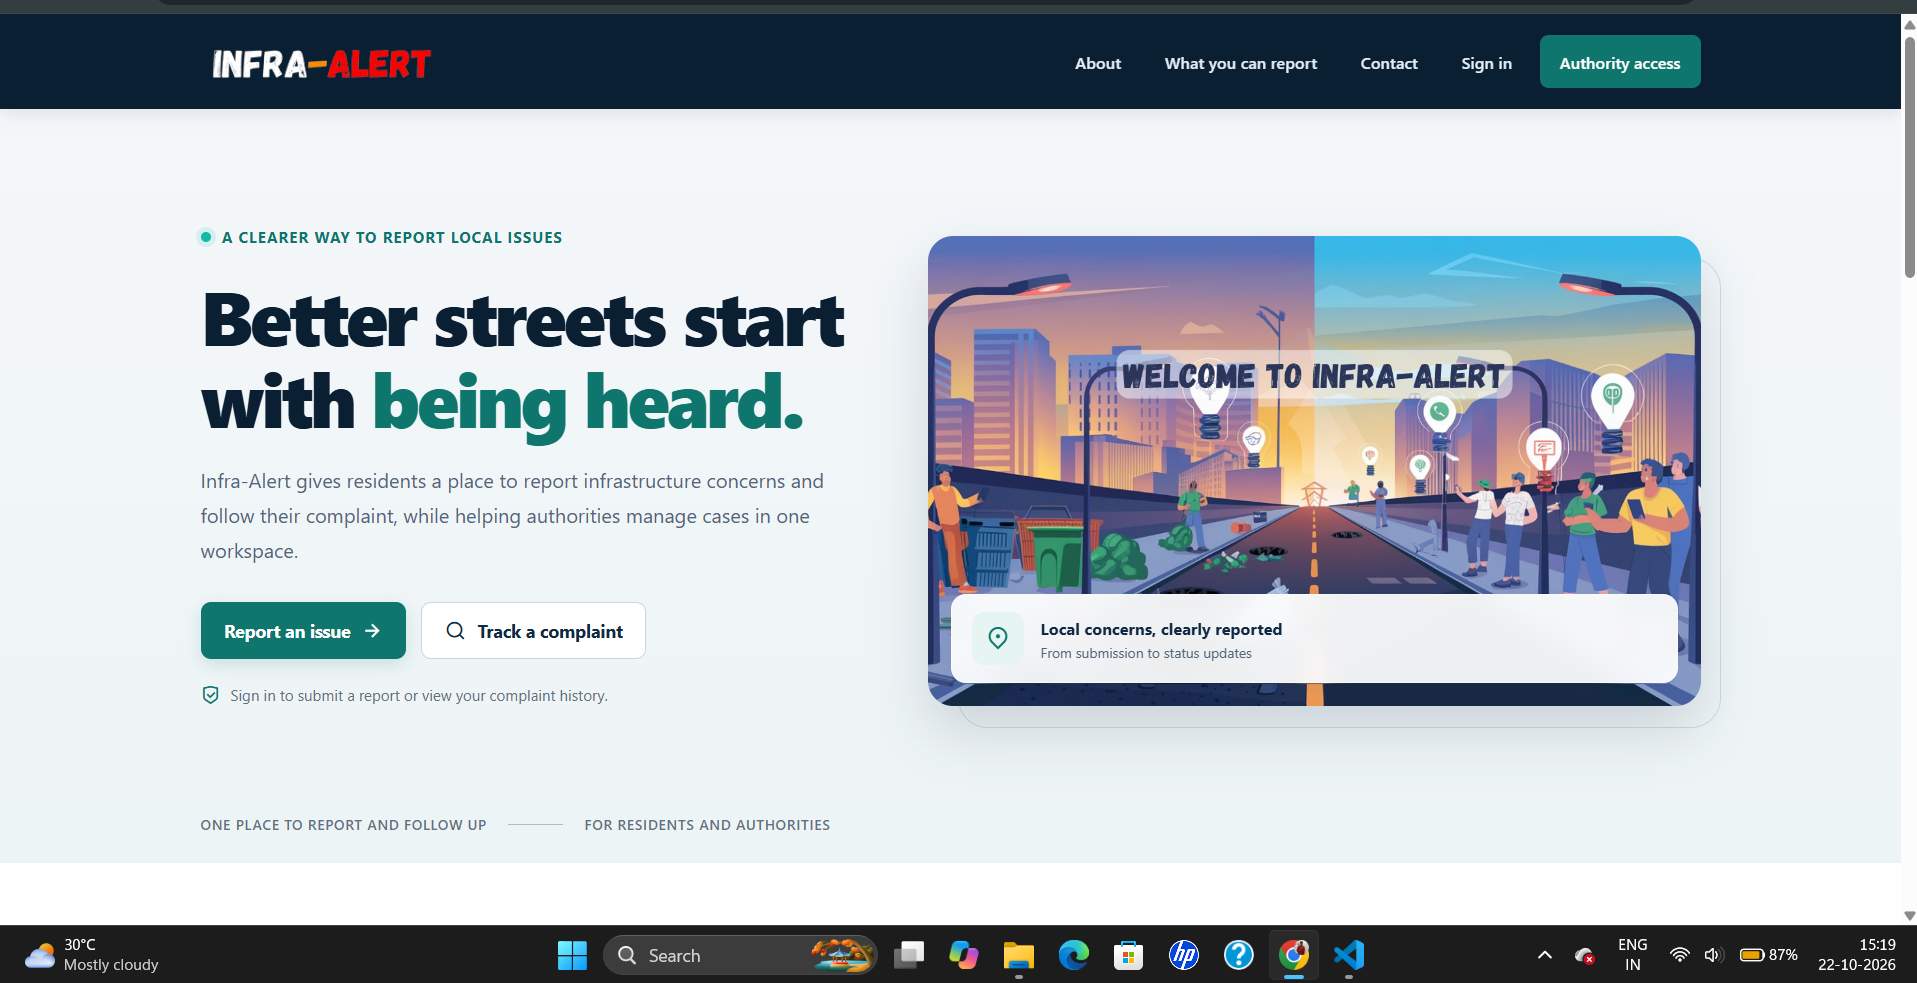 INFRA-ALERT
About
What you can report
Contact
Sign in
Authority access
A CLEARER WAY TO REPORT LOCAL ISSUES
Better streets start
with being heard.
Infra-Alert gives residents a place to report infrastructure concerns and
follow their complaint, while helping authorities manage cases in one
workspace.
Report an issue
Track a complaint
Sign in to submit a report or view your complaint history.
WELCOME TO INFRA-ALERT
Local concerns, clearly reported
From submission to status updates
ONE PLACE TO REPORT AND FOLLOW UP
FOR RESIDENTS AND AUTHORITIES
30°C
Mostly cloudy
Search
hp
ENG
IN
87%
15:19
22-10-2026